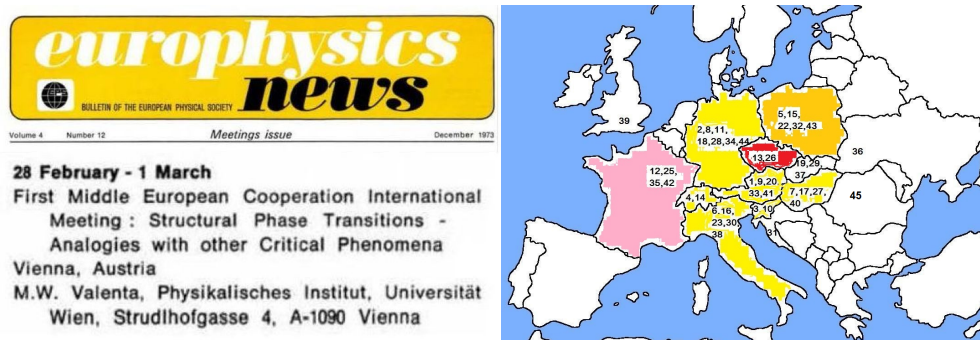 europhysics
news
BULLETIN OF THE EUROPEAN PHYSICAL SOCIETY
Volume 4 Number 12 Meetings issue December 1973
28 February - 1 March
First Middle European Cooperation International
Meeting : Structural Phase Transitions -
Analogies with other Critical Phenomena
Vienna, Austria
M.W. Valenta, Physikalisches Institut, Universität
Wien, Strudlhofgasse 4, A-1090 Vienna
39
5,15,
22,32,43
2,8,11,
18,28,34,44
36
13,26
19,29,
37
12,25,
35,42
1,9,20
33,41
7,17,27,
40
45
4,14
6,16,
23,30
38
3,10
31